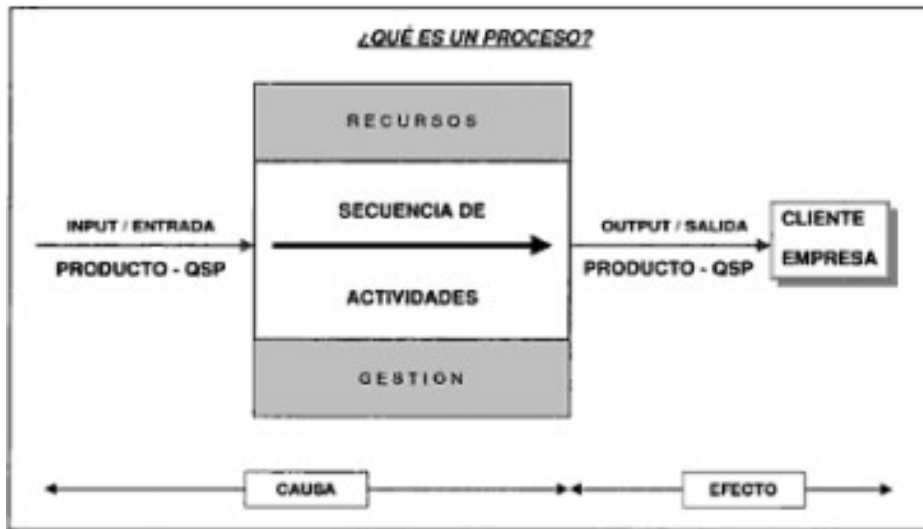 ¿QUÉ ES UN PROCESO?
RECURSOS
INPUT / ENTRADA
PRODUCTO - QSP
SECUENCIA DE
ACTIVIDADES
OUTPUT / SALIDA
PRODUCTO - QSP
CLIENTE
EMPRESA
GESTION
CAUSA
EFECTO